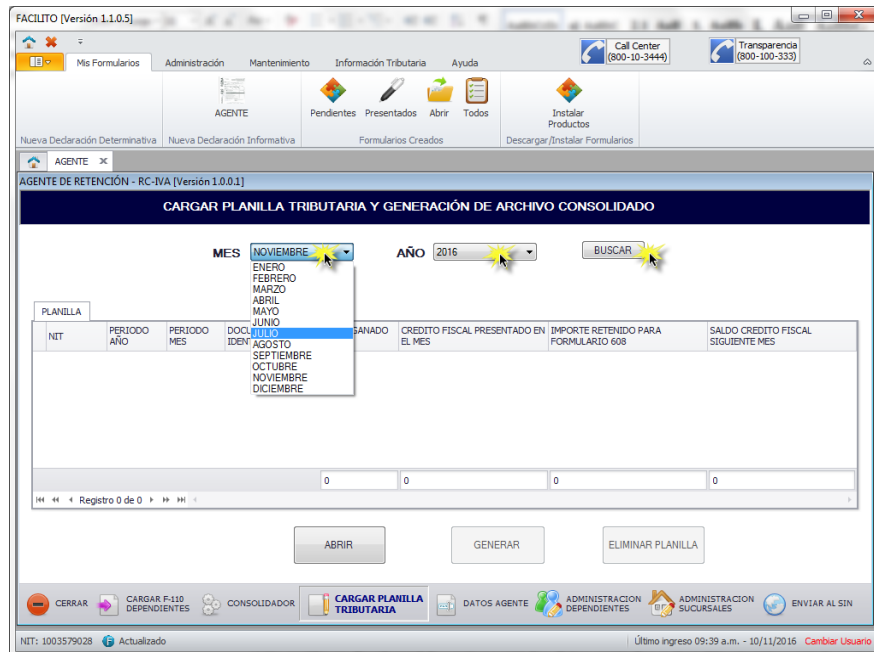 FACILITO [Versión 1.1.0.5]
Call Center
(800-10-3444)
Transparencia
(800-100-333)
Mis Formularios
Administración
Mantenimiento
Información Tributaria
Ayuda
AGENTE
Pendientes
Presentados
Abrir
Todos
Instalar
Productos
Nueva Declaración Determinativa
Nueva Declaración Informativa
Formularios Creados
Descargar/Instalar Formularios
AGENTE
AGENTE DE RETENCIÓN - RC-IVA [Versión 1.0.0.1]
CARGAR PLANILLA TRIBUTARIA Y GENERACIÓN DE ARCHIVO CONSOLIDADO
MES NOVIEMBRE AÑO 2016 BUSCAR
ENERO
FEBRERO
MARZO
ABRIL
MAYO
JUNIO
JULIO
AGOSTO
SEPTIEMBRE
OCTUBRE
NOVIEMBRE
DICIEMBRE
PLANILLA
NIT
PERIODO
AÑO
PERIODO
MES
DOCU
IDENT
GANADO
CREDITO FISCAL PRESENTADO EN
EL MES
IMPORTE RETENIDO PARA
FORMULARIO 608
SALDO CREDITO FISCAL
SIGUIENTE MES
0 0 0 0
Registro 0 de 0
ABRIR
GENERAR
ELIMINAR PLANILLA
CERRAR
CARGAR F-110
DEPENDIENTES
CONSOLIDADOR
CARGAR PLANILLA
TRIBUTARIA
DATOS AGENTE
ADMINISTRACION
DEPENDIENTES
ADMINISTRACION
SUCURSALES
ENVIAR AL SIN
NIT: 1003579028
Actualizado
Último ingreso 09:39 a.m. - 10/11/2016
Cambiar Usuario